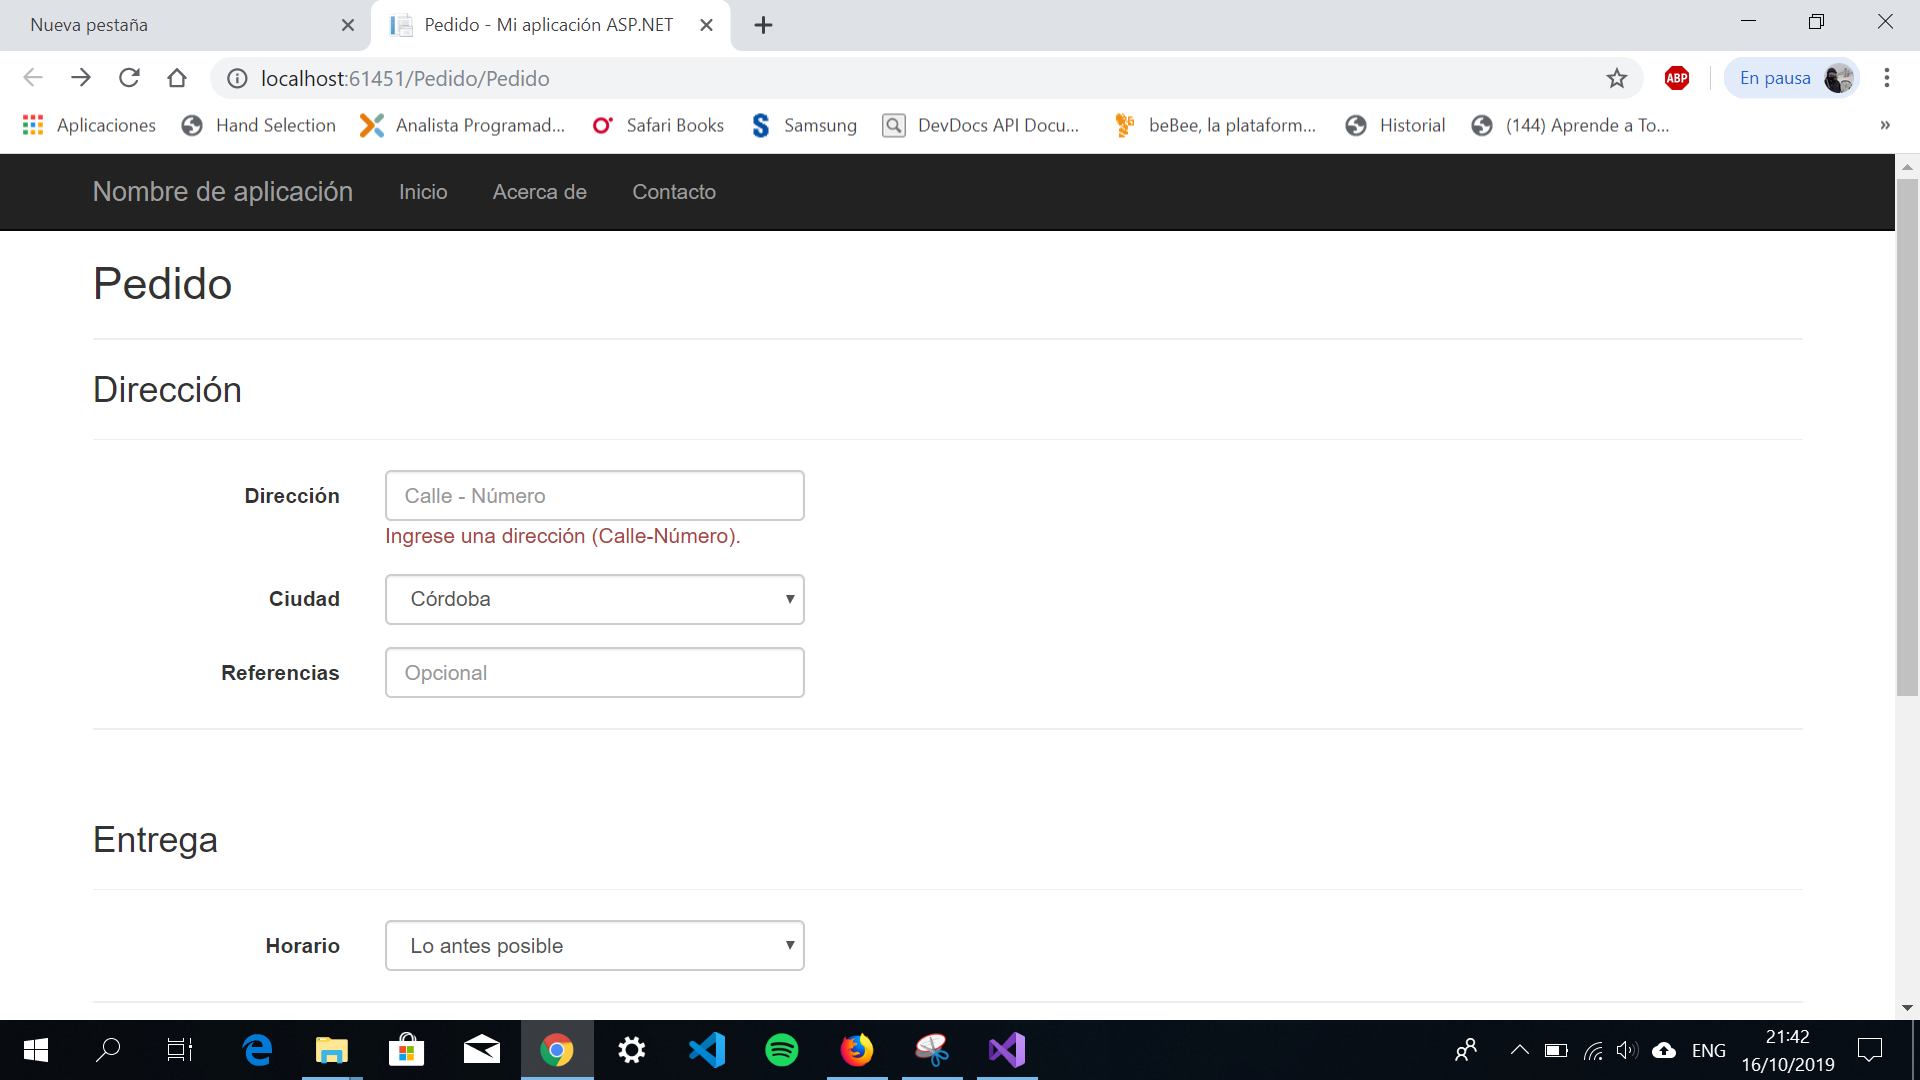 Nueva pestaña
Pedido - Mi aplicación ASP.NET
localhost:61451/Pedido/Pedido
ABP
En pausa
Aplicaciones
Hand Selection
Analista Programad...
Safari Books
Samsung
DevDocs API Docu...
beBee, la plataform...
Historial
(144) Aprende a To...
»
Nombre de aplicación
Inicio
Acerca de
Contacto
Pedido
Dirección
Dirección
Calle - Número
Ingrese una dirección (Calle-Número).
Ciudad
Córdoba
Referencias
Opcional
Entrega
Horario
Lo antes posible
ENG
21:42
16/10/2019